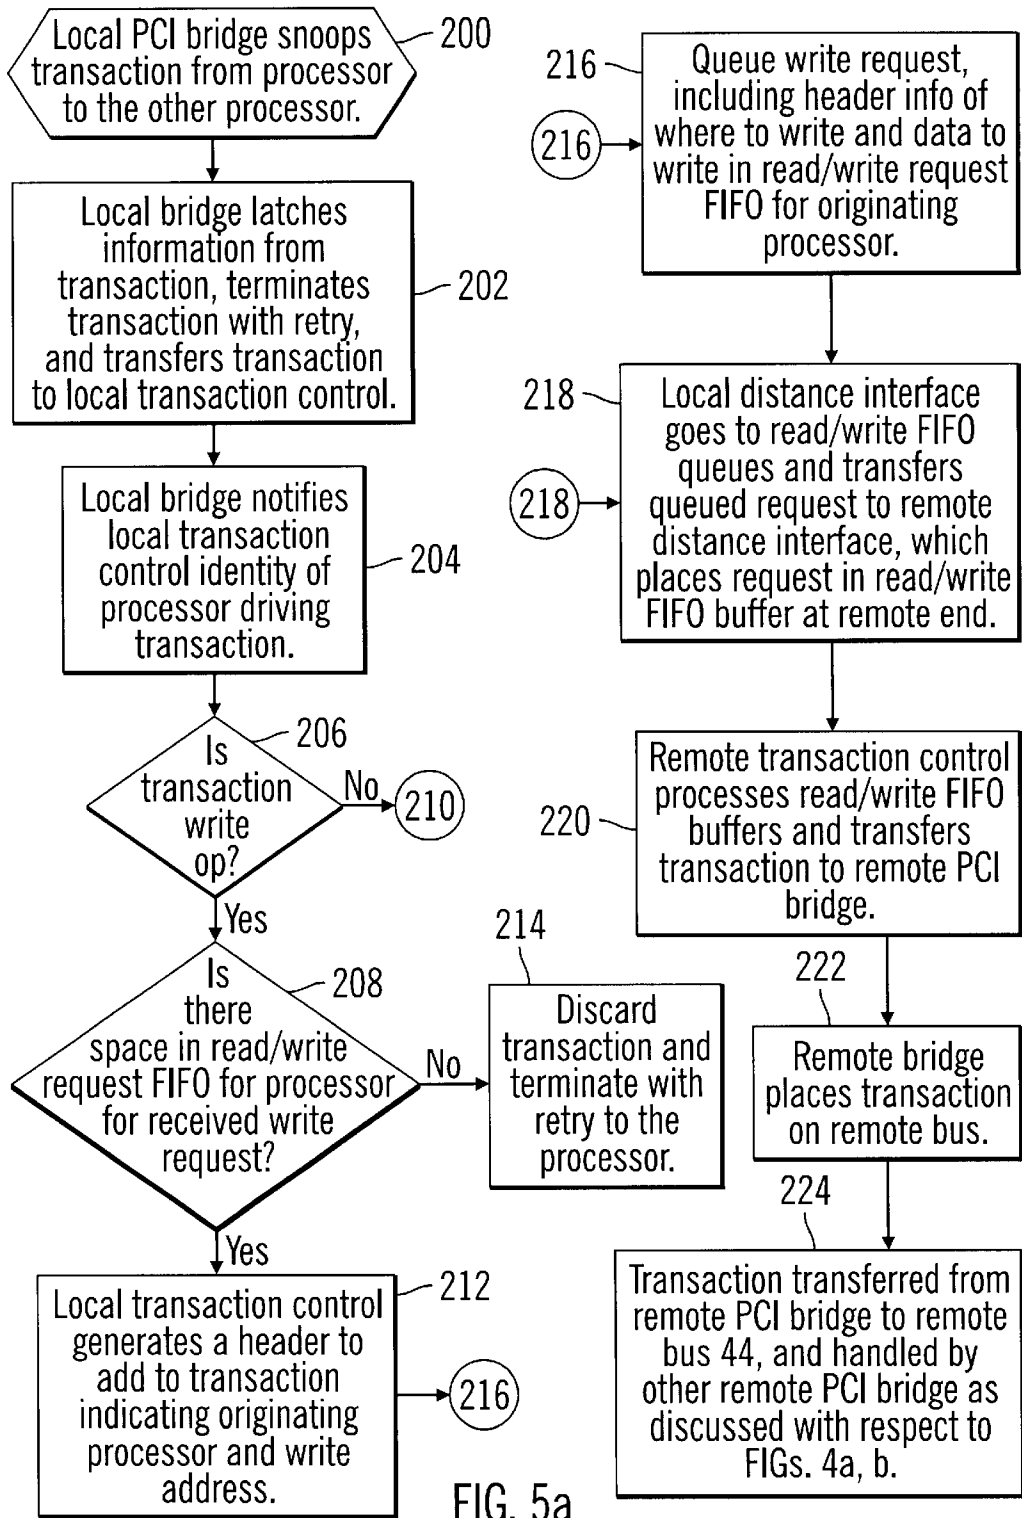 Local PCI bridge snoops
transaction from processor
to the other processor.
200
Local bridge latches
information from
transaction, terminates
transaction with retry,
and transfers transaction
to local transaction control.
202
Local bridge notifies
local transaction
control identity of
processor driving
transaction.
204
Is
transaction
write
op?
206
No
210
Yes
Is
there
space in read/write
request FIFO for processor
for received write
request?
208
No
214
Discard
transaction and
terminate with
retry to the
processor.
Yes
Local transaction control
generates a header to
add to transaction
indicating originating
processor and write
address.
212
216
216
216
Queue write request,
including header info of
where to write and data to
write in read/write request
FIFO for originating
processor.
218
218
Local distance interface
goes to read/write FIFO
queues and transfers
queued request to remote
distance interface, which
places request in read/write
FIFO buffer at remote end.
220
Remote transaction control
processes read/write FIFO
buffers and transfers
transaction to remote PCI
bridge.
222
Remote bridge
places transaction
on remote bus.
224
Transaction transferred from
remote PCI bridge to remote
bus 44, and handled by
other remote PCI bridge as
discussed with respect to
FIGs. 4a, b.
FIG. 5a